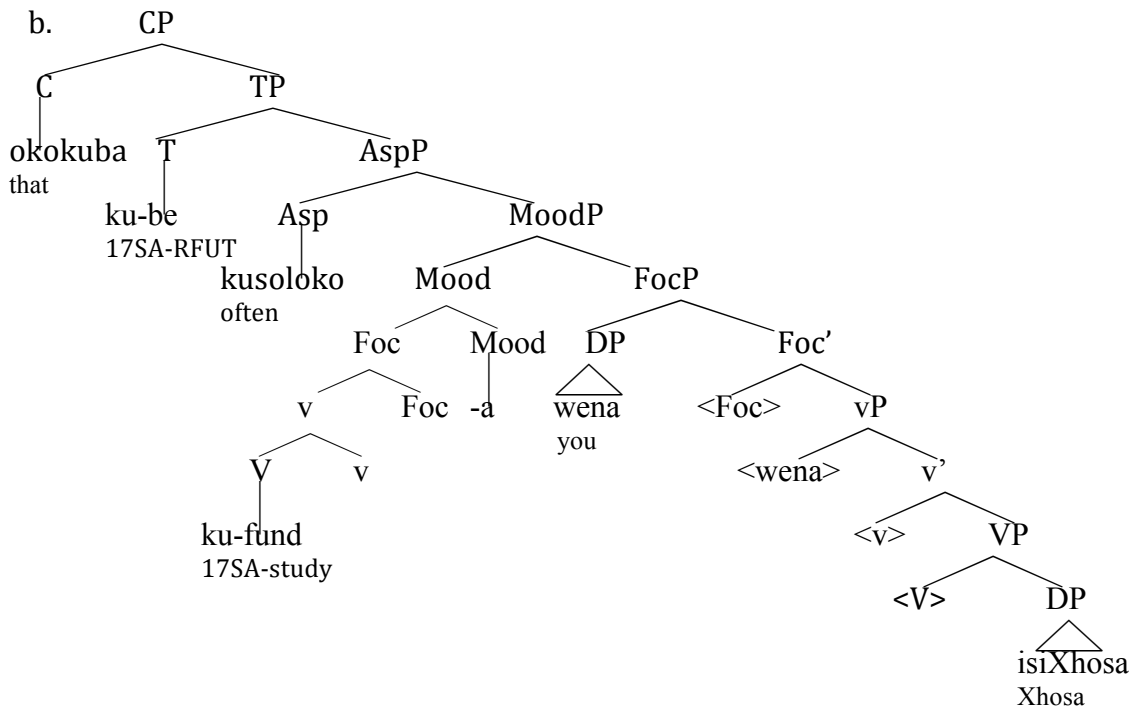 b. CP
C TP
okokuba T AspP
that
ku-be Asp MoodP
17SA-RFUT
kusoloko Mood FocP
often
Foc Mood DP Foc’
v Foc -a wena <Foc> vP
you
V v <wena> v’
ku-fund <v> VP
17SA-study
<V> DP
isiXhosa
Xhosa